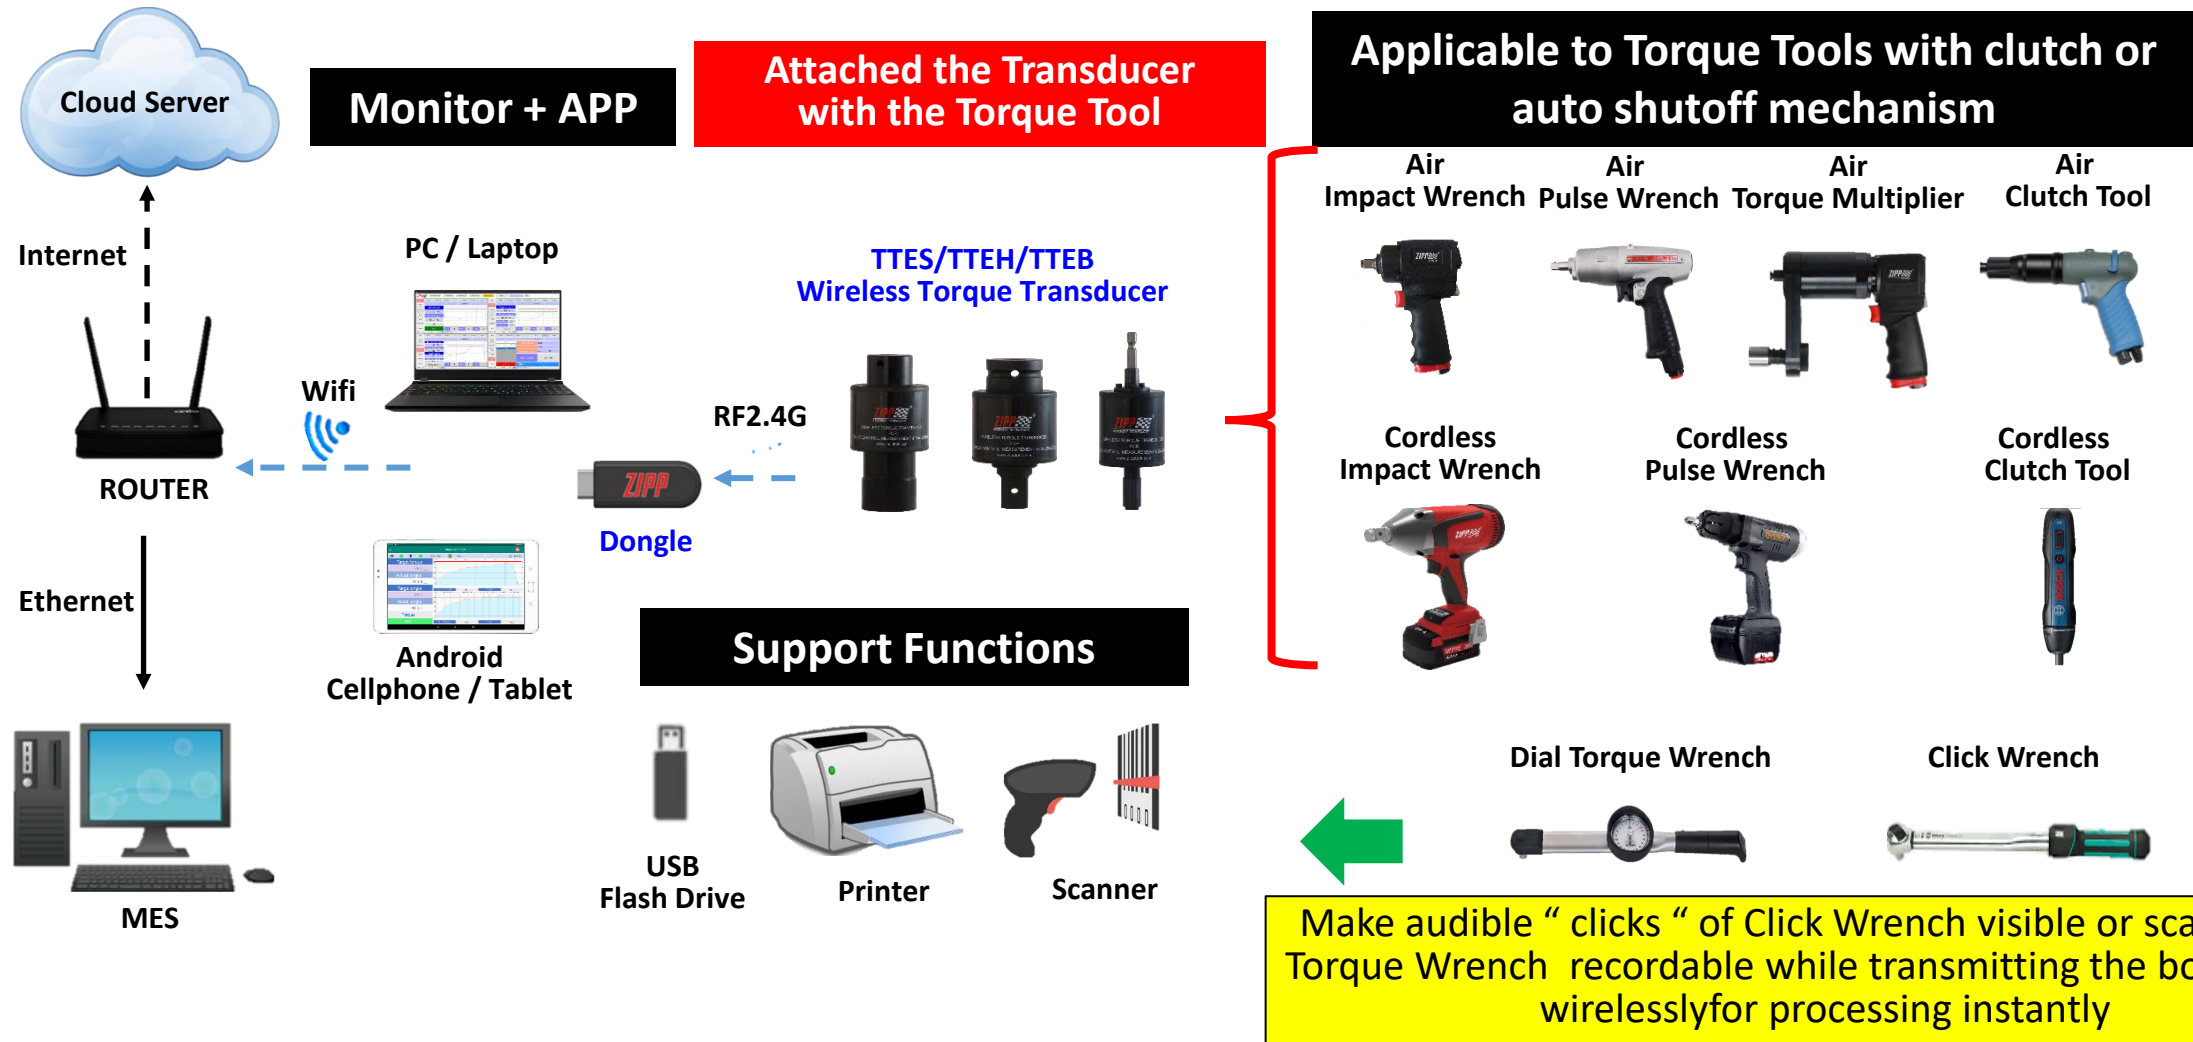 Cloud Server
Monitor + APP
Attached the Transducer
with the Torque Tool
Applicable to Torque Tools with clutch or
auto shutoff mechanism
Air
Impact Wrench
Air
Pulse Wrench
Air
Torque Multiplier
Air
Clutch Tool
Internet
PC / Laptop
TTES/TTEH/TTEB
Wireless Torque Transducer
Wifi
RF2.4G
ZIPP
ZIPP
ZIPP
ZIPP
Cordless
Impact Wrench
Cordless
Pulse Wrench
Cordless
Clutch Tool
ROUTER
Dongle
Ethernet
Android
Cellphone / Tablet
Support Functions
Dial Torque Wrench
Click Wrench
USB
Flash Drive
Printer
Scanner
MES
Make audible “ clicks “ of Click Wrench visible or
Torque Wrench recordable while transmitting the
wirelesslyfor processing instantly